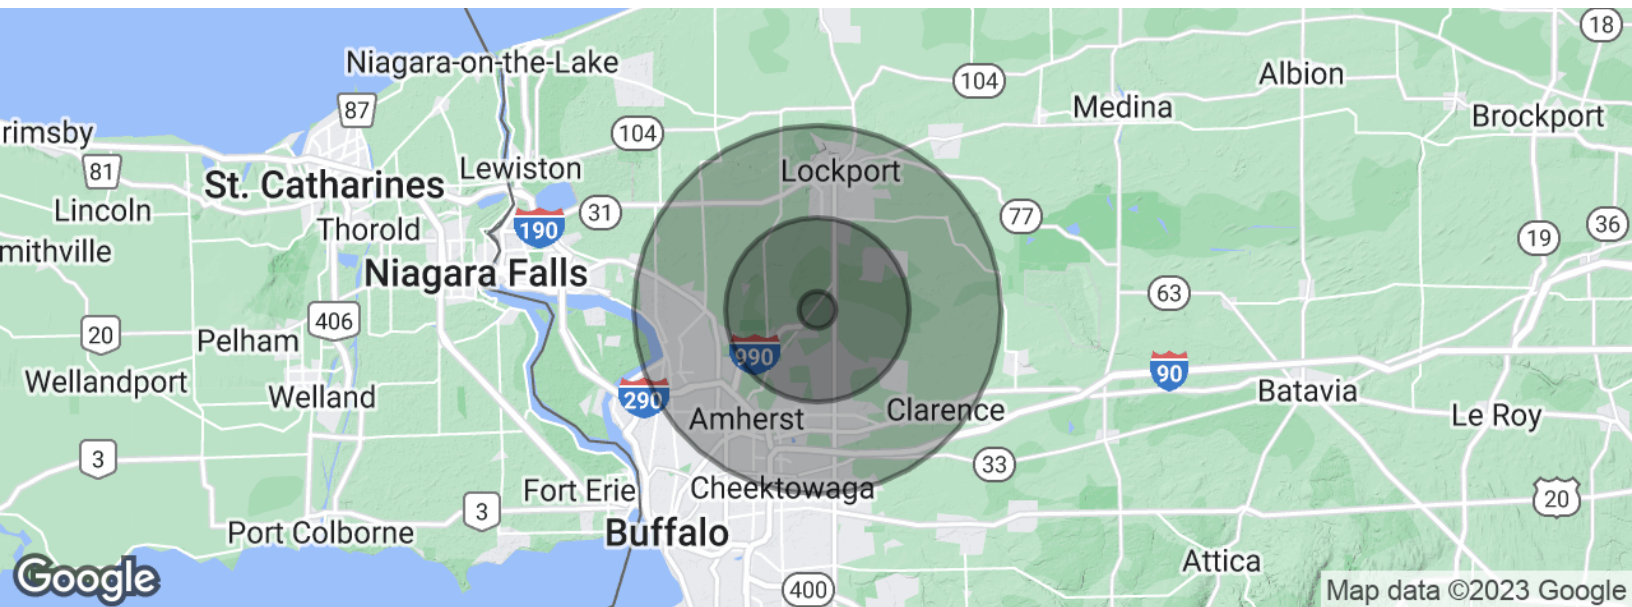 18
Niagara-on-the-Lake
104
Albion
87
Medina
Brockport
rimsby
104
81
Lewiston
Lockport
St. Catharines
Lincoln
31
77
36
Thorold
190
19
mithville
Niagara Falls
63
406
20
Pelham
990
90
Wellandport
Welland
290
Batavia
Amherst
Clarence
Le Roy
3
33
Fort Erie
Cheektowaga
20
3
Port Colborne
Buffalo
Attica
Google
400
Map data ©2023 Google